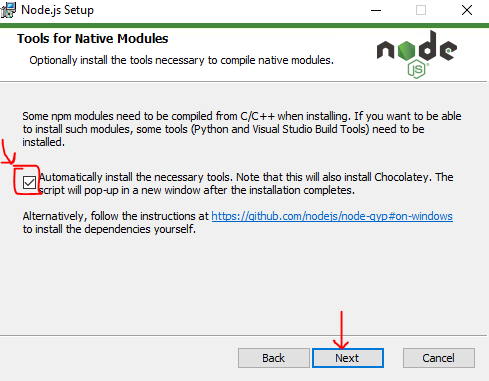 Node.js Setup
Tools for Native Modules
Optionally install the tools necessary to compile native modules.
node
JS
Some npm modules need to be compiled from C/C++ when installing. If you want to be able
to install such modules, some tools (Python and Visual Studio Build Tools) need to be
installed.
Automatically install the necessary tools. Note that this will also install Chocolatey. The
script will pop-up in a new window after the installation completes.
Alternatively, follow the instructions at https://github.com/nodejs/node-gyp#on-windows
to install the dependencies yourself.
Back
Next
Cancel